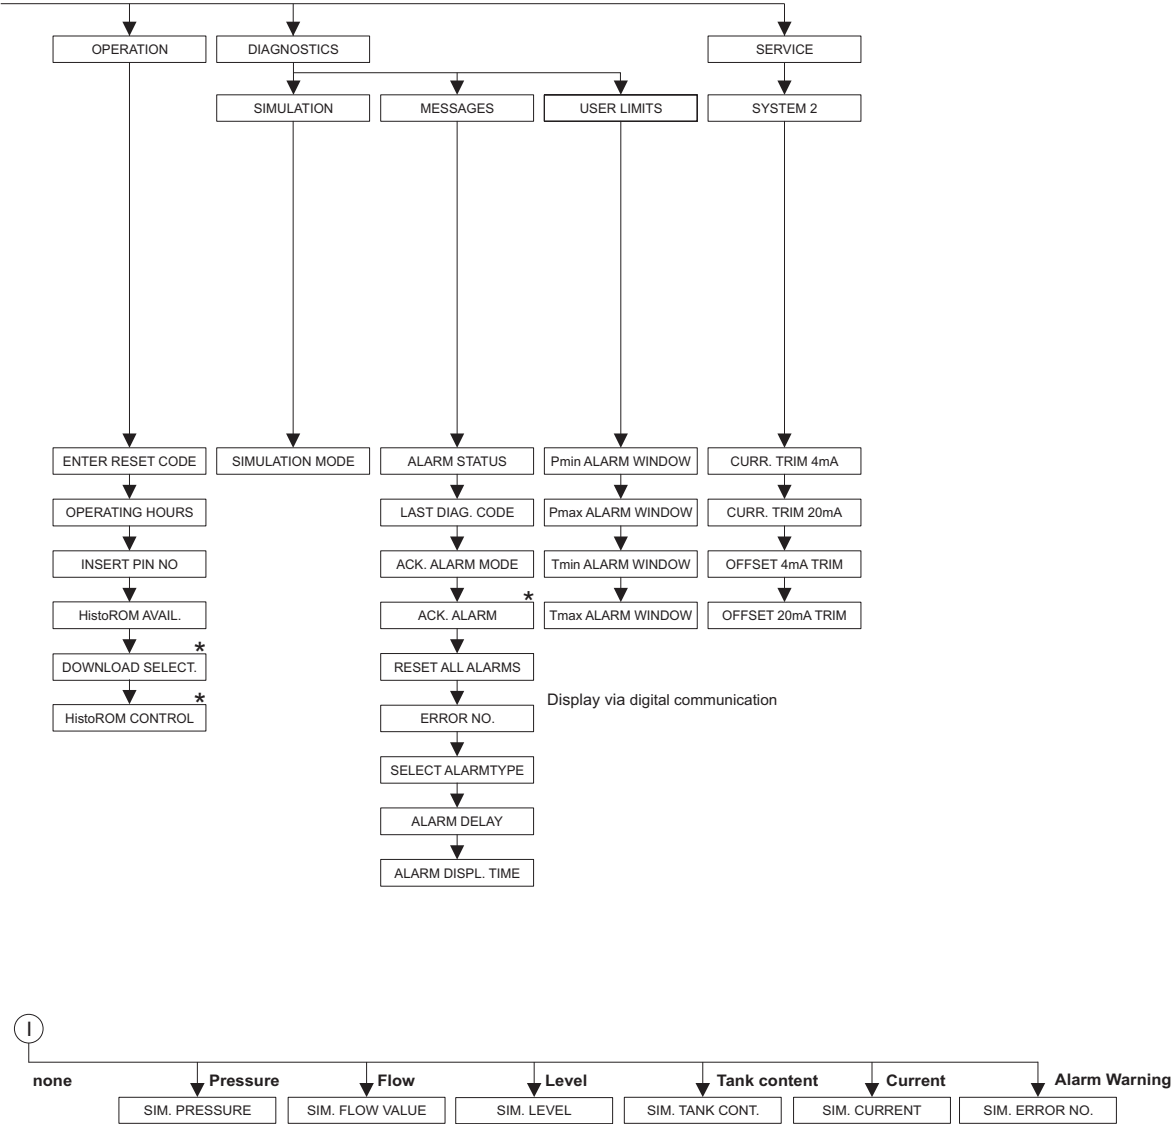 OPERATION
DIAGNOSTICS
SERVICE
SIMULATION
MESSAGES
USER LIMITS
SYSTEM 2
ENTER RESET CODE
SIMULATION MODE
ALARM STATUS
Pmin ALARM WINDOW
CURR. TRIM 4mA
OPERATING HOURS
LAST DIAG. CODE
Pmax ALARM WINDOW
CURR. TRIM 20mA
INSERT PIN NO
ACK. ALARM MODE
Tmin ALARM WINDOW
OFFSET 4mA TRIM
HistoROM AVAIL.
*
ACK. ALARM
Tmax ALARM WINDOW
OFFSET 20mA TRIM
*
DOWNLOAD SELECT.
RESET ALL ALARMS
*
HistoROM CONTROL
Display via digital communication
ERROR NO.
SELECT ALARMTYPE
ALARM DELAY
ALARM DISPL. TIME
I
none
Pressure
Flow
Level
Tank content
Current
Alarm Warning
SIM. PRESSURE
SIM. FLOW VALUE
SIM. LEVEL
SIM. TANK CONT.
SIM. CURRENT
SIM. ERROR NO.